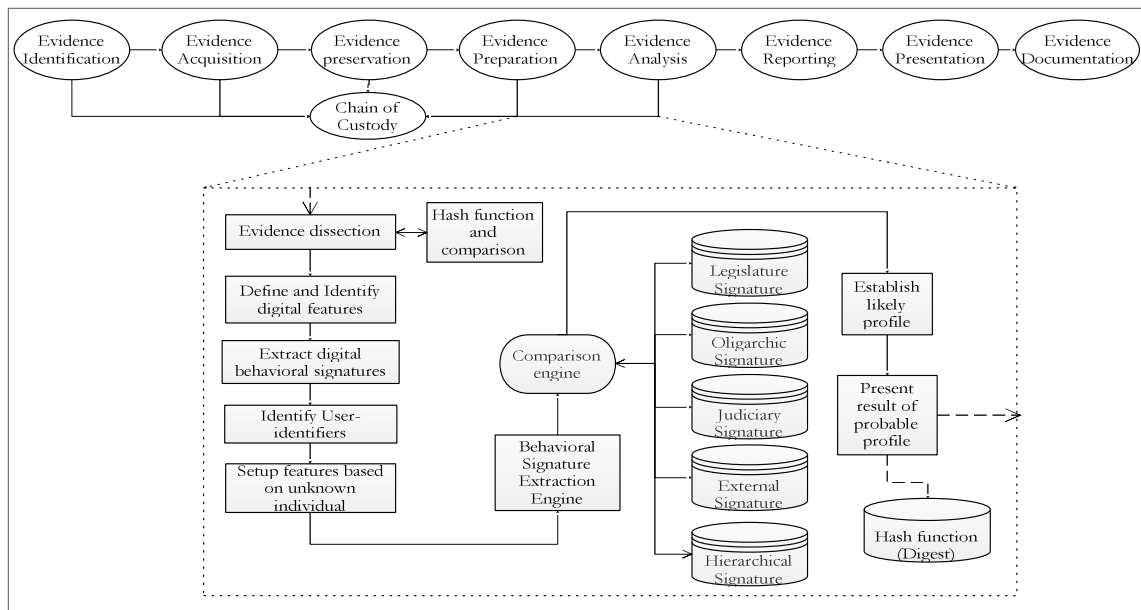 Evidence
Identification
Evidence
Acquisition
Evidence
preservation
Evidence
Preparation
Evidence
Analysis
Evidence
Reporting
Evidence
Presentation
Evidence
Documentation
Chain of
Custody
Evidence dissection
Hash function
and
comparison
Define and Identify
digital features
Extract digital
behavioral signatures
Identify User-
identifiers
Setup features based
on unknown
individual
Behavioral
Signature
Extraction
Engine
Comparison
engine
Legislature
Signature
Oligarchic
Signature
Judiciary
Signature
External
Signature
Hierarchical
Signature
Establish
likely
profile
Present
result of
probable
profile
Hash function
(Digest)